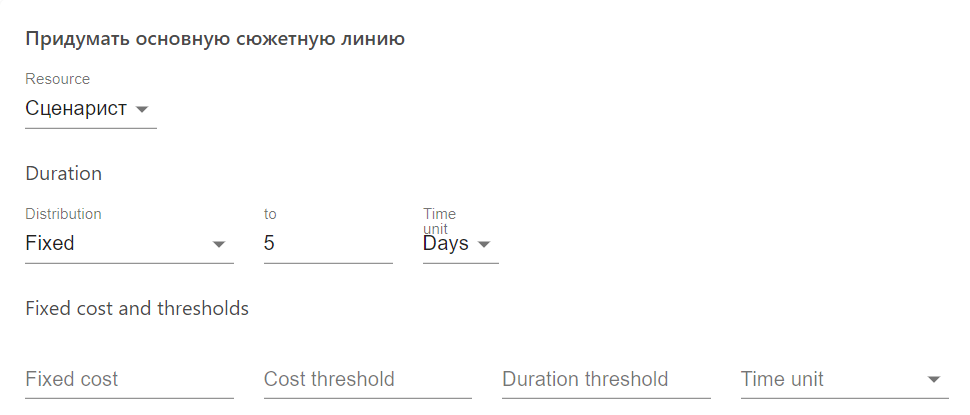 Придумать основную сюжетную линию
Resource
Сценарист
Duration
Distribution to Time
unit
Fixed 5 Days
Fixed cost and thresholds
Fixed cost Cost threshold Duration threshold Time unit